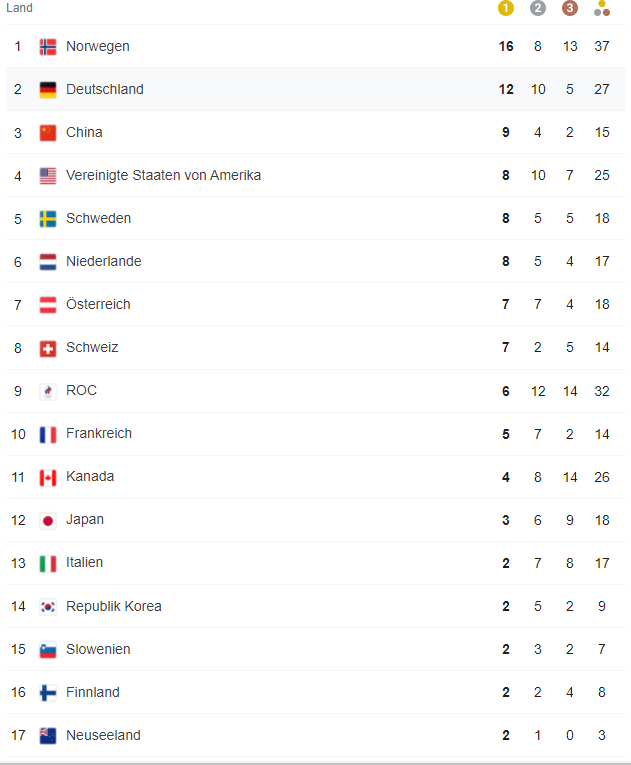 Land 1 2 3
1 Norwegen 16 8 13 37
2 Deutschland 12 10 5 27
3 China 9 4 2 15
4 Vereinigte Staaten von Amerika 8 10 7 25
5 Schweden 8 5 5 18
6 Niederlande 8 5 4 17
7 Österreich 7 7 4 18
8 Schweiz 7 2 5 14
9 ROC 6 12 14 32
10 Frankreich 5 7 2 14
11 Kanada 4 8 14 26
12 Japan 3 6 9 18
13 Italien 2 7 8 17
14 Republik Korea 2 5 2 9
15 Slowenien 2 3 2 7
16 Finnland 2 2 4 8
17 Neuseeland 2 1 0 3